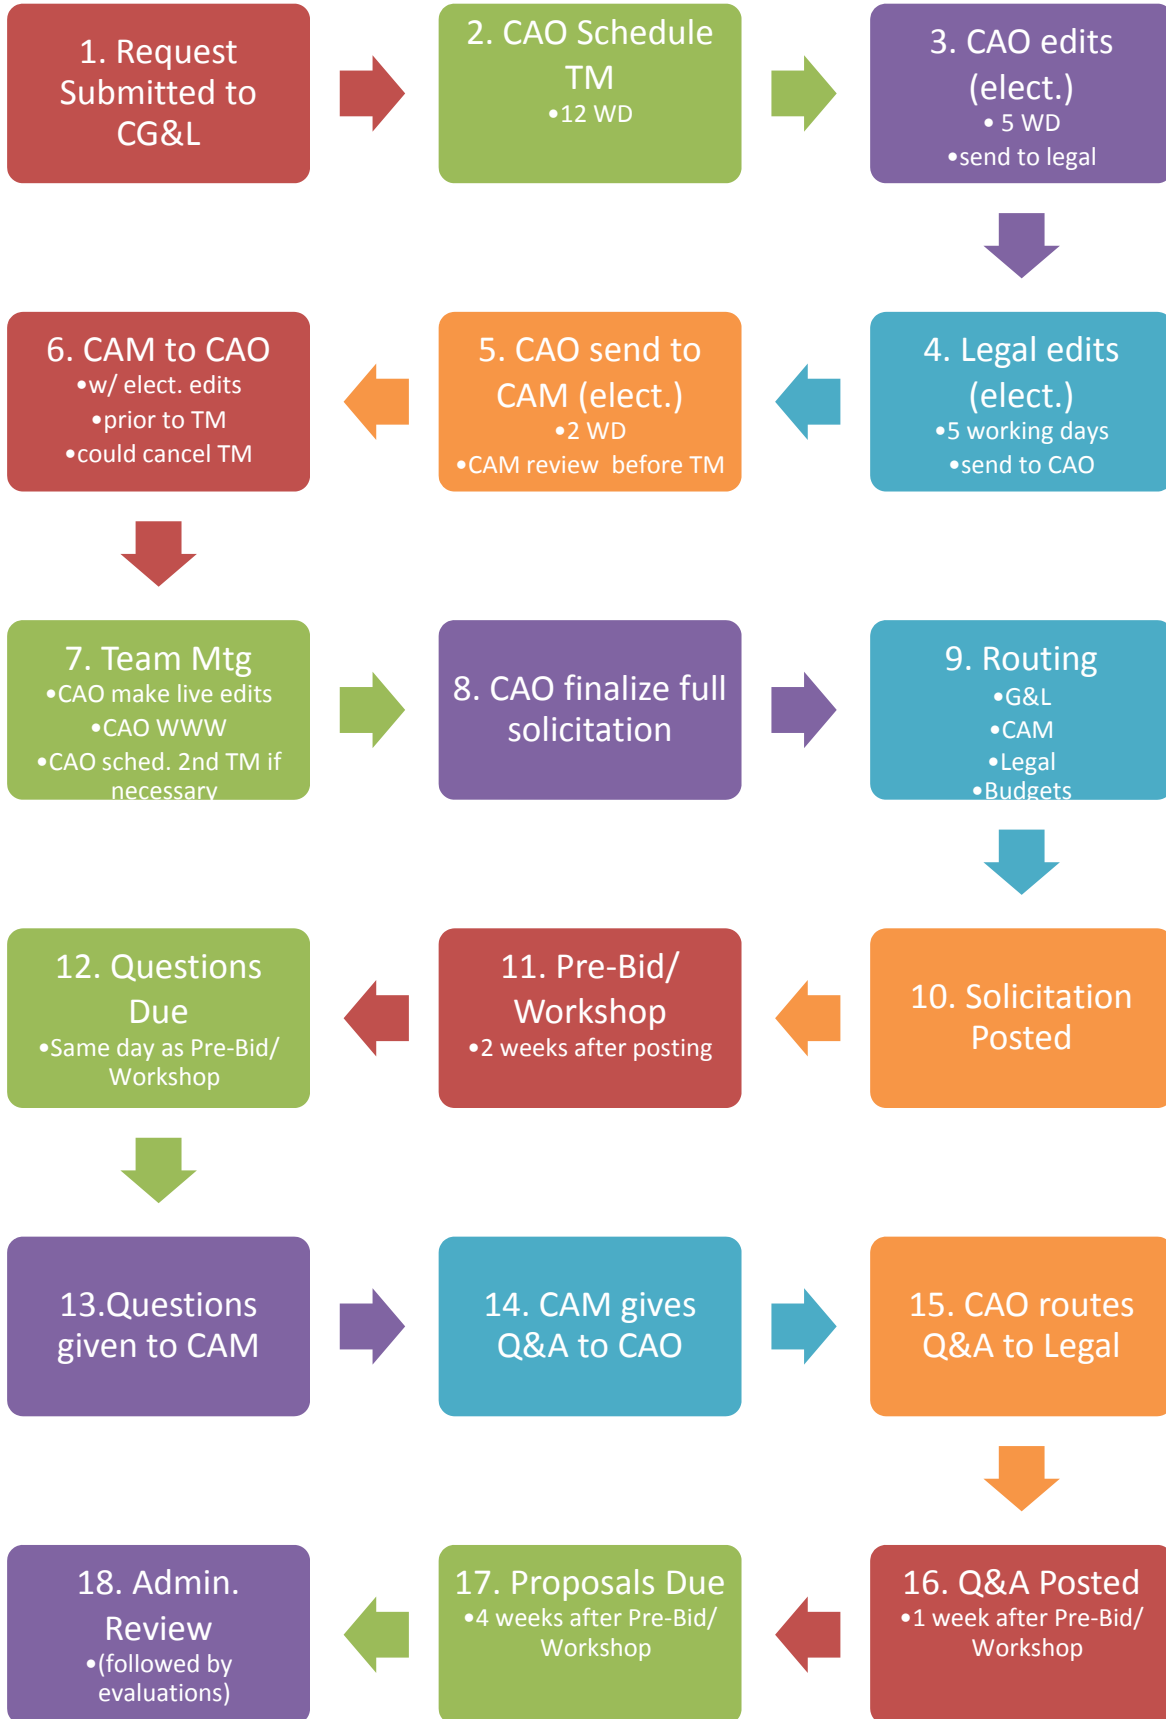 1. Request
Submitted to
CG&L
2. CAO Schedule
TM
•12 WD
3. CAO edits
(elect.)
• 5 WD
•send to legal
4. Legal edits
(elect.)
•5 working days
•send to CAO
5. CAO send to
CAM (elect.)
•2 WD
•CAM review before TM
6. CAM to CAO
•w/ elect. edits
•prior to TM
•could cancel TM
7. Team Mtg
•CAO make live edits
•CAO WWW
•CAO sched. 2nd TM if
necessary
8. CAO finalize full
solicitation
9. Routing
•G&L
•CAM
•Legal
•Budgets
10. Solicitation
Posted
11. Pre-Bid/
Workshop
•2 weeks after posting
12. Questions
Due
•Same day as Pre-Bid/
Workshop
13.Questions
given to CAM
14. CAM gives
Q&A to CAO
15. CAO routes
Q&A to Legal
16. Q&A Posted
•1 week after Pre-Bid/
Workshop
17. Proposals Due
•4 weeks after Pre-Bid/
Workshop
18. Admin.
Review
•(followed by
evaluations)